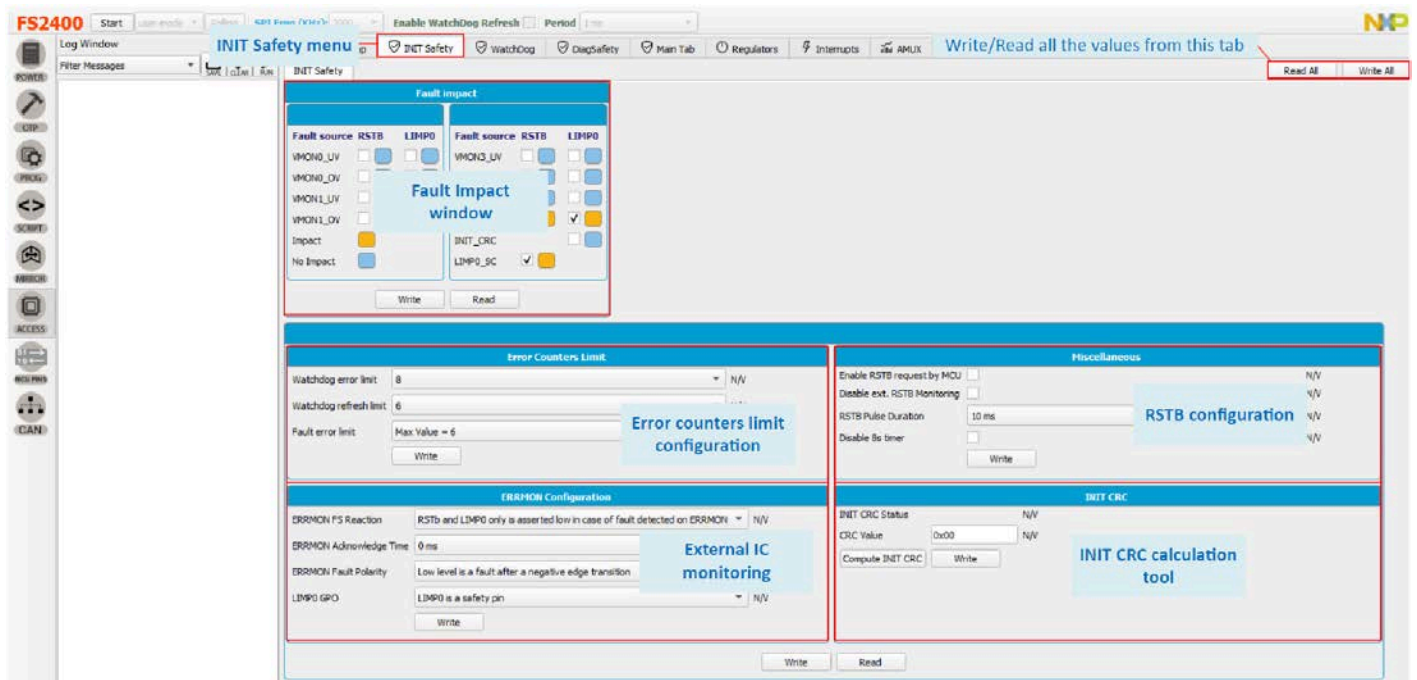 FS2400 Start user-mode Enable WatchDog Refresh Period NXP
Log Window INIT Safety menu INIT Safety WatchDog DiagSafety Main Tab Regulators Interrupts AMUX Write/Read all the values from this tab
Filter Messages INIT Safety Read All Write All
POWER
OTP
PROG
SCRIPT
MIRROR
ACCESS
MCU PINS
CAN
Fault impact
Fault source RSTB LIMP0 Fault source RSTB LIMP0
VMON0_UV VMON3_UV
VMON0_OV
VMON1_UV
VMON1_OV
Fault Impact
window
Impact INIT_CRC
No Impact LIMP0_SC
Write Read
Error Counters Limit
Watchdog error limit 8 N/V
Watchdog refresh limit 6
Fault error limit Max Value = 6
Write
Error counters limit
configuration
Miscellaneous
Enable RSTB request by MCU N/V
Disable ext. RSTB Monitoring N/V
RSTB Pulse Duration 10 ms N/V
Disable 8s timer N/V
Write
RSTB configuration
ERRMON Configuration
ERRMON FS Reaction RSTb and LIMP0 only is asserted low in case of fault detected on ERRMON N/V
ERRMON Acknowledge Time 0 ms
ERRMON Fault Polarity Low level is a fault after a negative edge transition
LIMP0 GPO LIMP0 is a safety pin N/V
Write
External IC
monitoring
INIT CRC
INIT CRC Status N/V
CRC Value 0x00 N/V
Compute INIT CRC Write
INIT CRC calculation
tool
Write Read